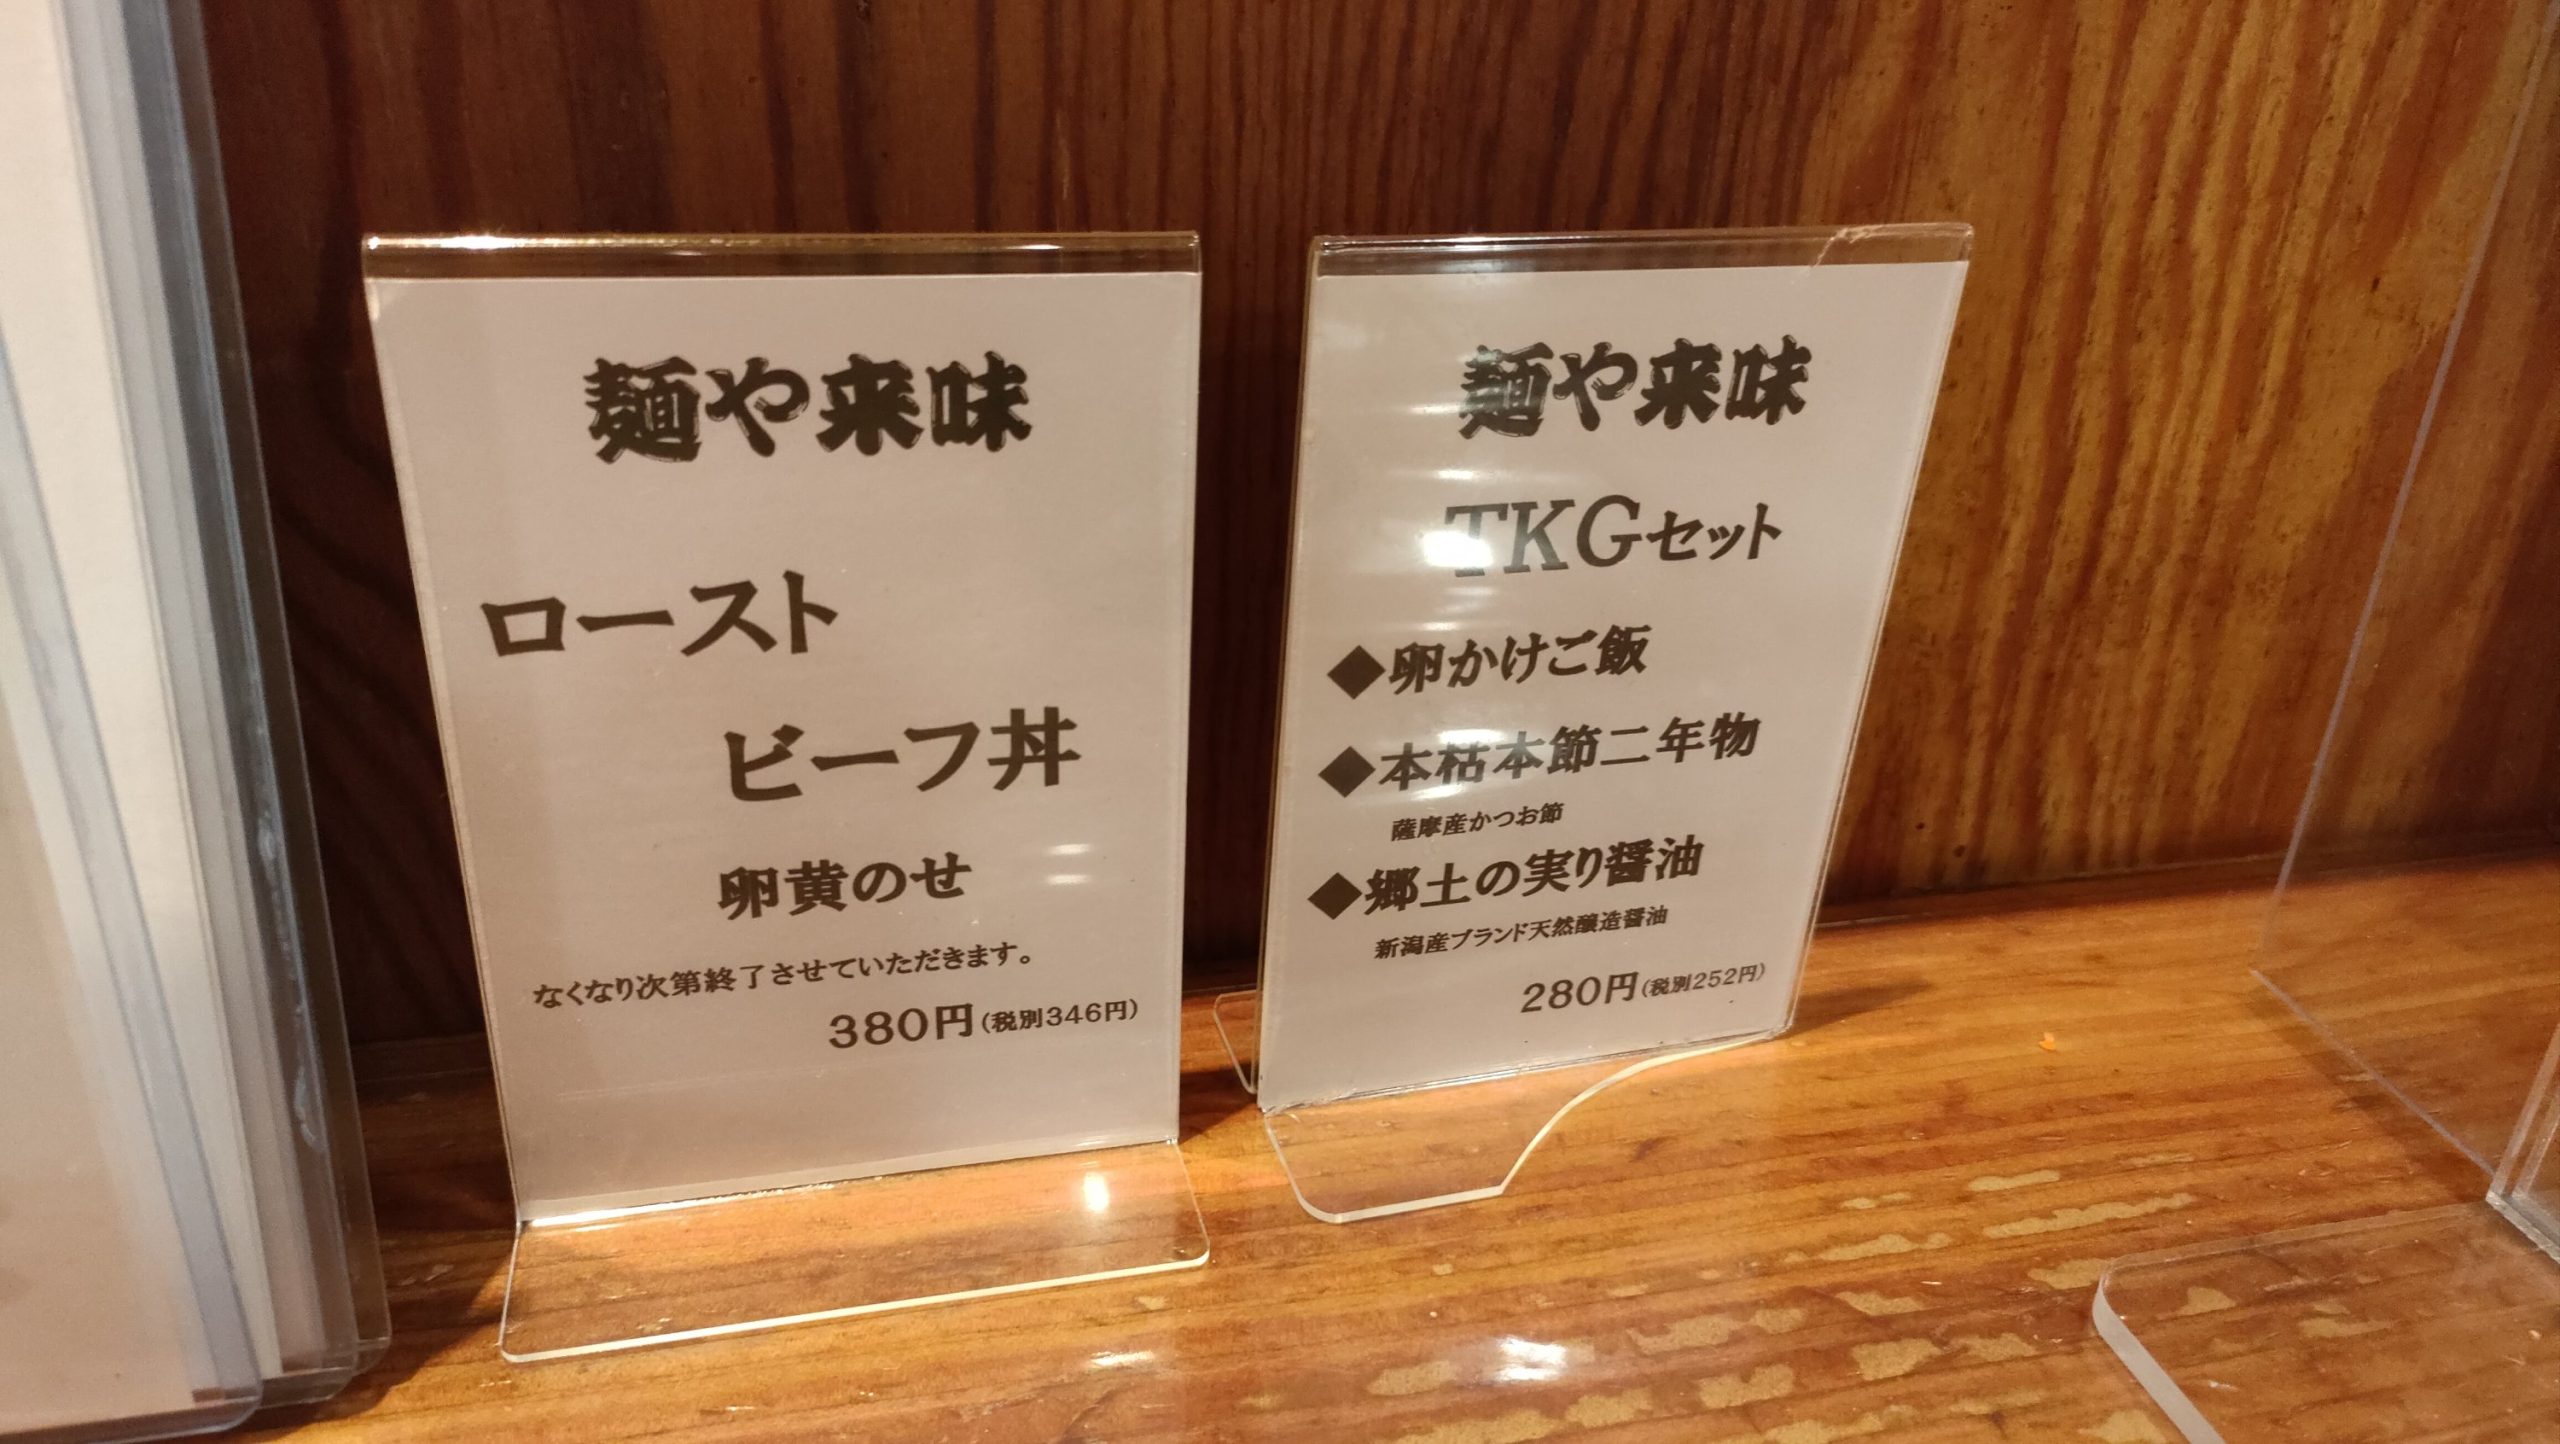 麺や来味
ロースト
ビーフ丼
卵黄のせ
なくなり次第終了させていただきます。
380円(税別346円)
麺や来味
TKGセット
◆卵かけご飯
◆本枯本節二年物
薩摩産かつお節
◆郷土の実り醤油
新潟産ブランド天然醸造醤油
280円(税別252円)